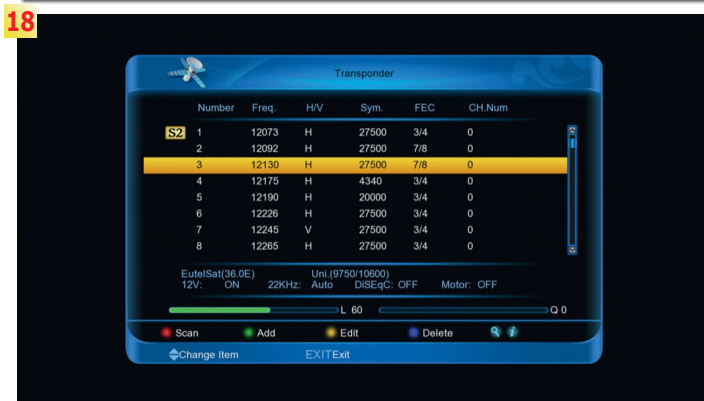 18
Transponder
Number Freq. H/V Sym. FEC CH.Num
S2 1 12073 H 27500 3/4 0
2 12092 H 27500 7/8 0
3 12130 H 27500 7/8 0
4 12175 H 4340 3/4 0
5 12190 H 20000 3/4 0
6 12226 H 27500 3/4 0
7 12245 V 27500 3/4 0
8 12265 H 27500 3/4 0
EutelSat(36.0E) Uni.(9750/10600)
12V: ON 22KHz: Auto DiSEqC: OFF Motor: OFF
L 60 Q 0
Scan Add Edit Delete i
Change Item EXITExit